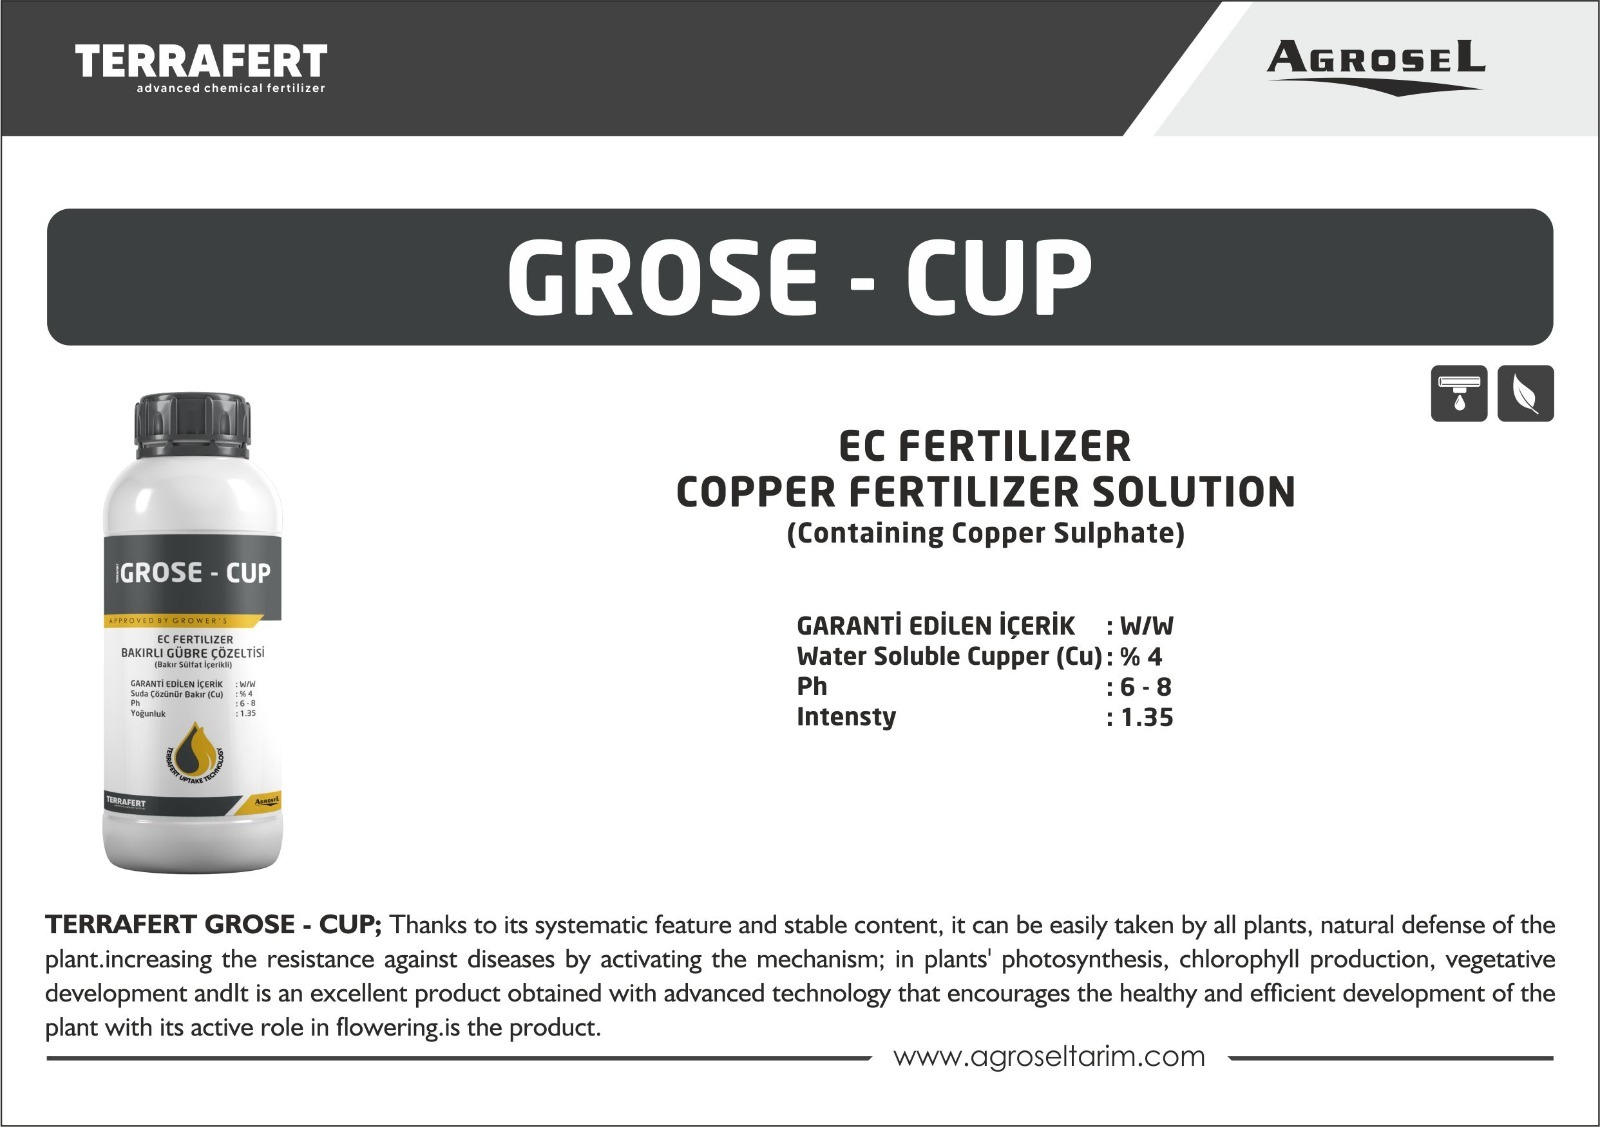 TERRAFERT
advanced chemical fertilizer
AGROSEL
GROSE - CUP
EC FERTILIZER
COPPER FERTILIZER SOLUTION
(Containing Copper Sulphate)
GARANTİ EDİLEN İÇERİK : W/W
Water Soluble Cupper (Cu) : % 4
Ph : 6 - 8
Intensty : 1.35
TERRAFERT
GROSE - CUP
APPROVED BY GROWER'S
EC FERTILIZER
BAKIRLI GÜBRE ÇÖZELTİSİ
(Bakır Sülfat İçerikli)
GARANTİ EDİLEN İÇERİK : W/W
Suda Çözünür Bakır (Cu) : % 4
Ph : 6 - 8
Yoğunluk : 1.35
TERRAFERT UPTAKE TECHNOLOGY
TERRAFERT
AGROSEL
TERRAFERT GROSE - CUP; Thanks to its systematic feature and stable content, it can be easily taken by all plants, natural defense of the
plant.increasing the resistance against diseases by activating the mechanism; in plants' photosynthesis, chlorophyll production, vegetative
development andIt is an excellent product obtained with advanced technology that encourages the healthy and efficient development of the
plant with its active role in flowering.is the product.
www.agroseltarim.com